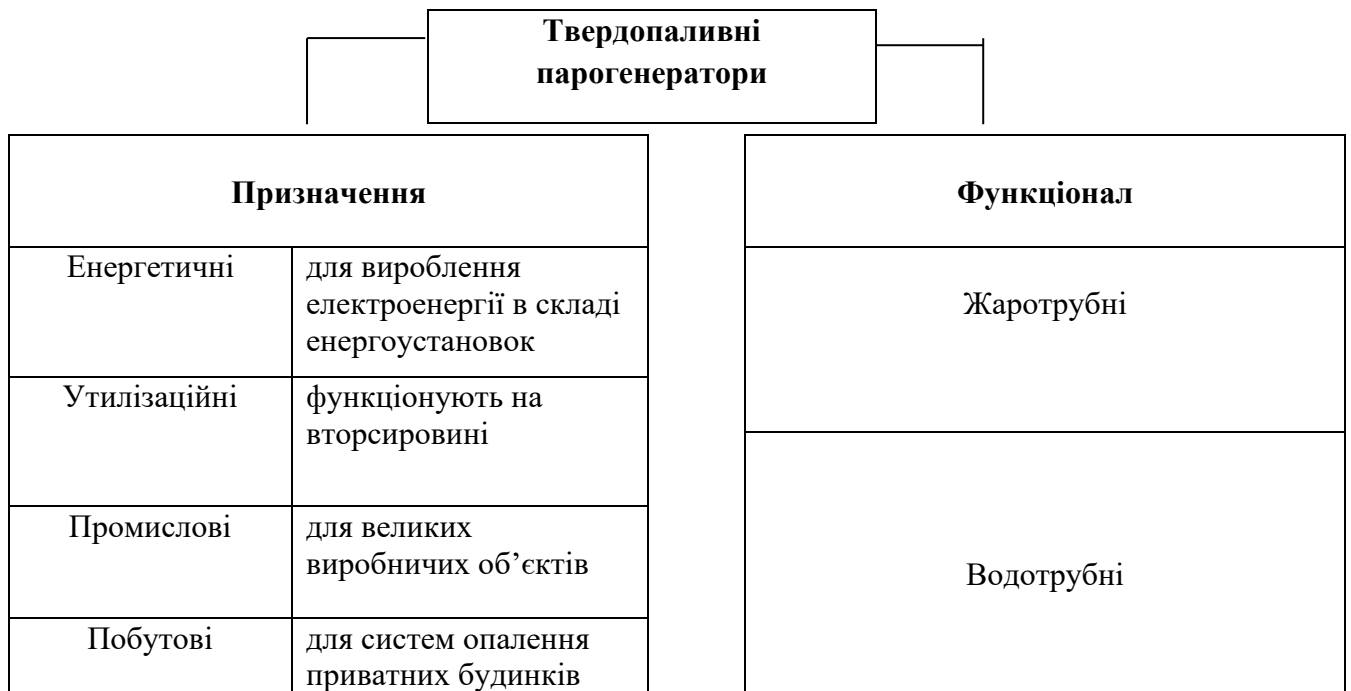 Твердопаливні
парогенератори
Призначення
Енергетичні
для вироблення
електроенергії в складі
енергоустановок
Утилізаційні
функціонують на
вторсировині
Промислові
для великих
виробничих об’єктів
Побутові
для систем опалення
приватних будинків
Функціонал
Жаротрубні
Водотрубні